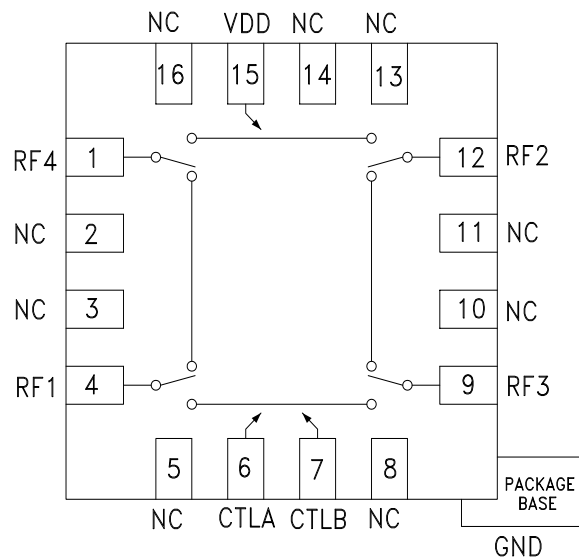 NC VDD NC NC
16 15 14 13
RF4 1 12 RF2
NC 2 11 NC
NC 3 10 NC
RF1 4 9 RF3
5 6 7 8
NC CTLA CTLB NC
PACKAGE
BASE
GND